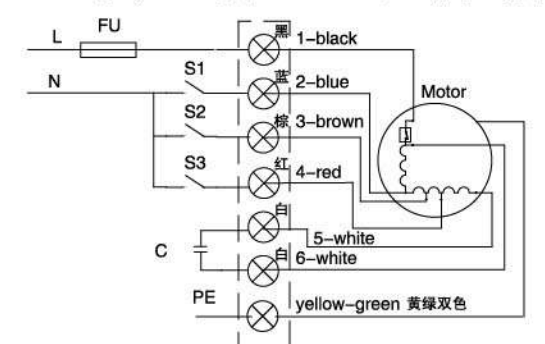 FU
L
黑 1-black
N
S1
蓝 2-blue
Motor
S2
棕 3-brown
S3
红 4-red
白
5-white
C
白 6-white
PE
yellow-green 黄绿双色